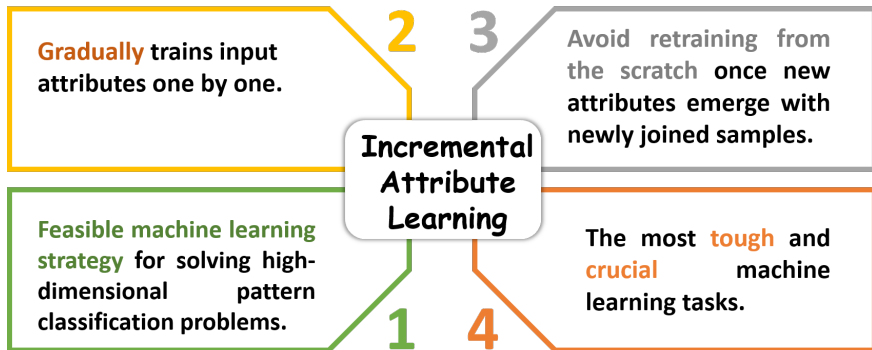 2
Gradually trains input
attributes one by one.
3
Avoid retraining from
the scratch once new
attributes emerge with
newly joined samples.
Incremental
Attribute
Learning
Feasible machine learning
strategy for solving high-
dimensional pattern
classification problems.
1
The most tough and
crucial machine
learning tasks.
4